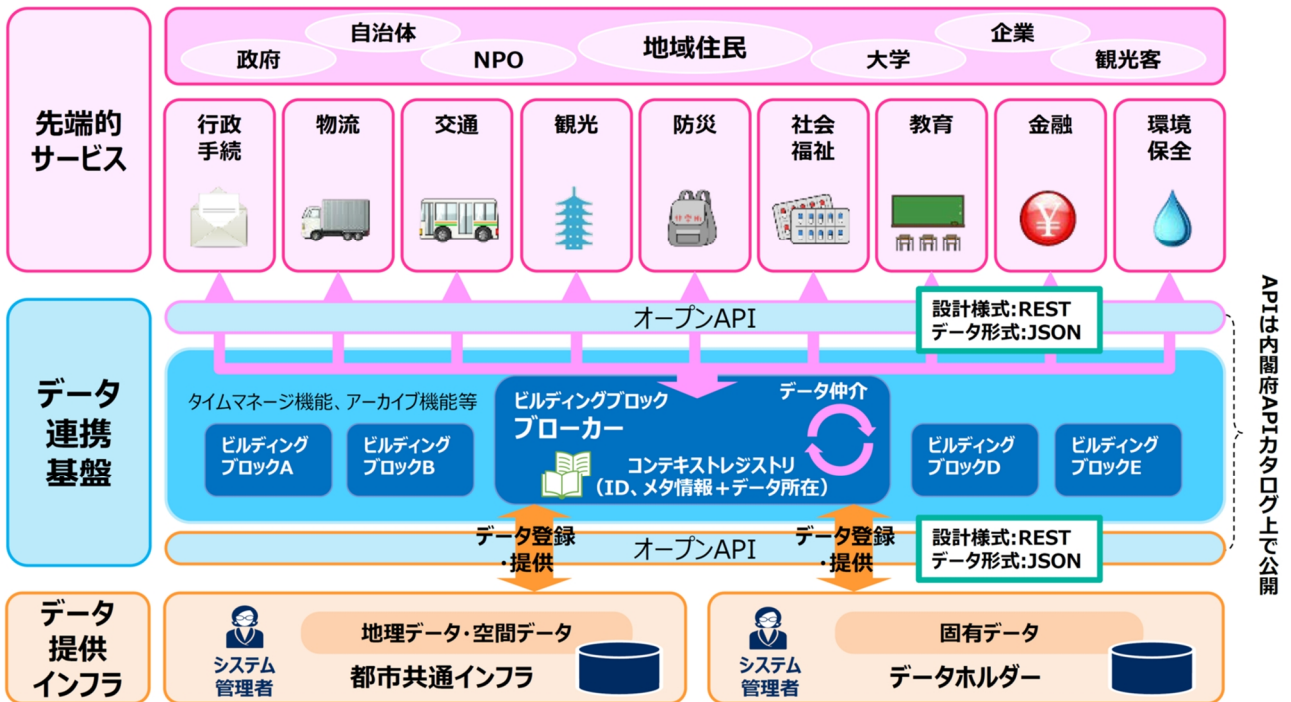 先端的
サービス
政府
自治体
NPO
地域住民
大学
企業
観光客
行政
手続
物流
交通
観光
防災
社会
福祉
教育
金融
環境
保全
データ
連携
基盤
オープンAPI
設計様式:REST
データ形式:JSON
タイムマネージ機能、アーカイブ機能等
ビルディング
ブロックA
ビルディング
ブロックB
ビルディングブロック
ブローカー
データ仲介
コンテキストレジストリ
（ID、メタ情報＋データ所在）
ビルディング
ブロックD
ビルディング
ブロックE
データ登録
・提供
オープンAPI
データ登録
・提供
設計様式:REST
データ形式:JSON
APIは内閣府APIカタログ上で公開
データ
提供
インフラ
システム
管理者
地理データ・空間データ
都市共通インフラ
システム
管理者
固有データ
データホルダー